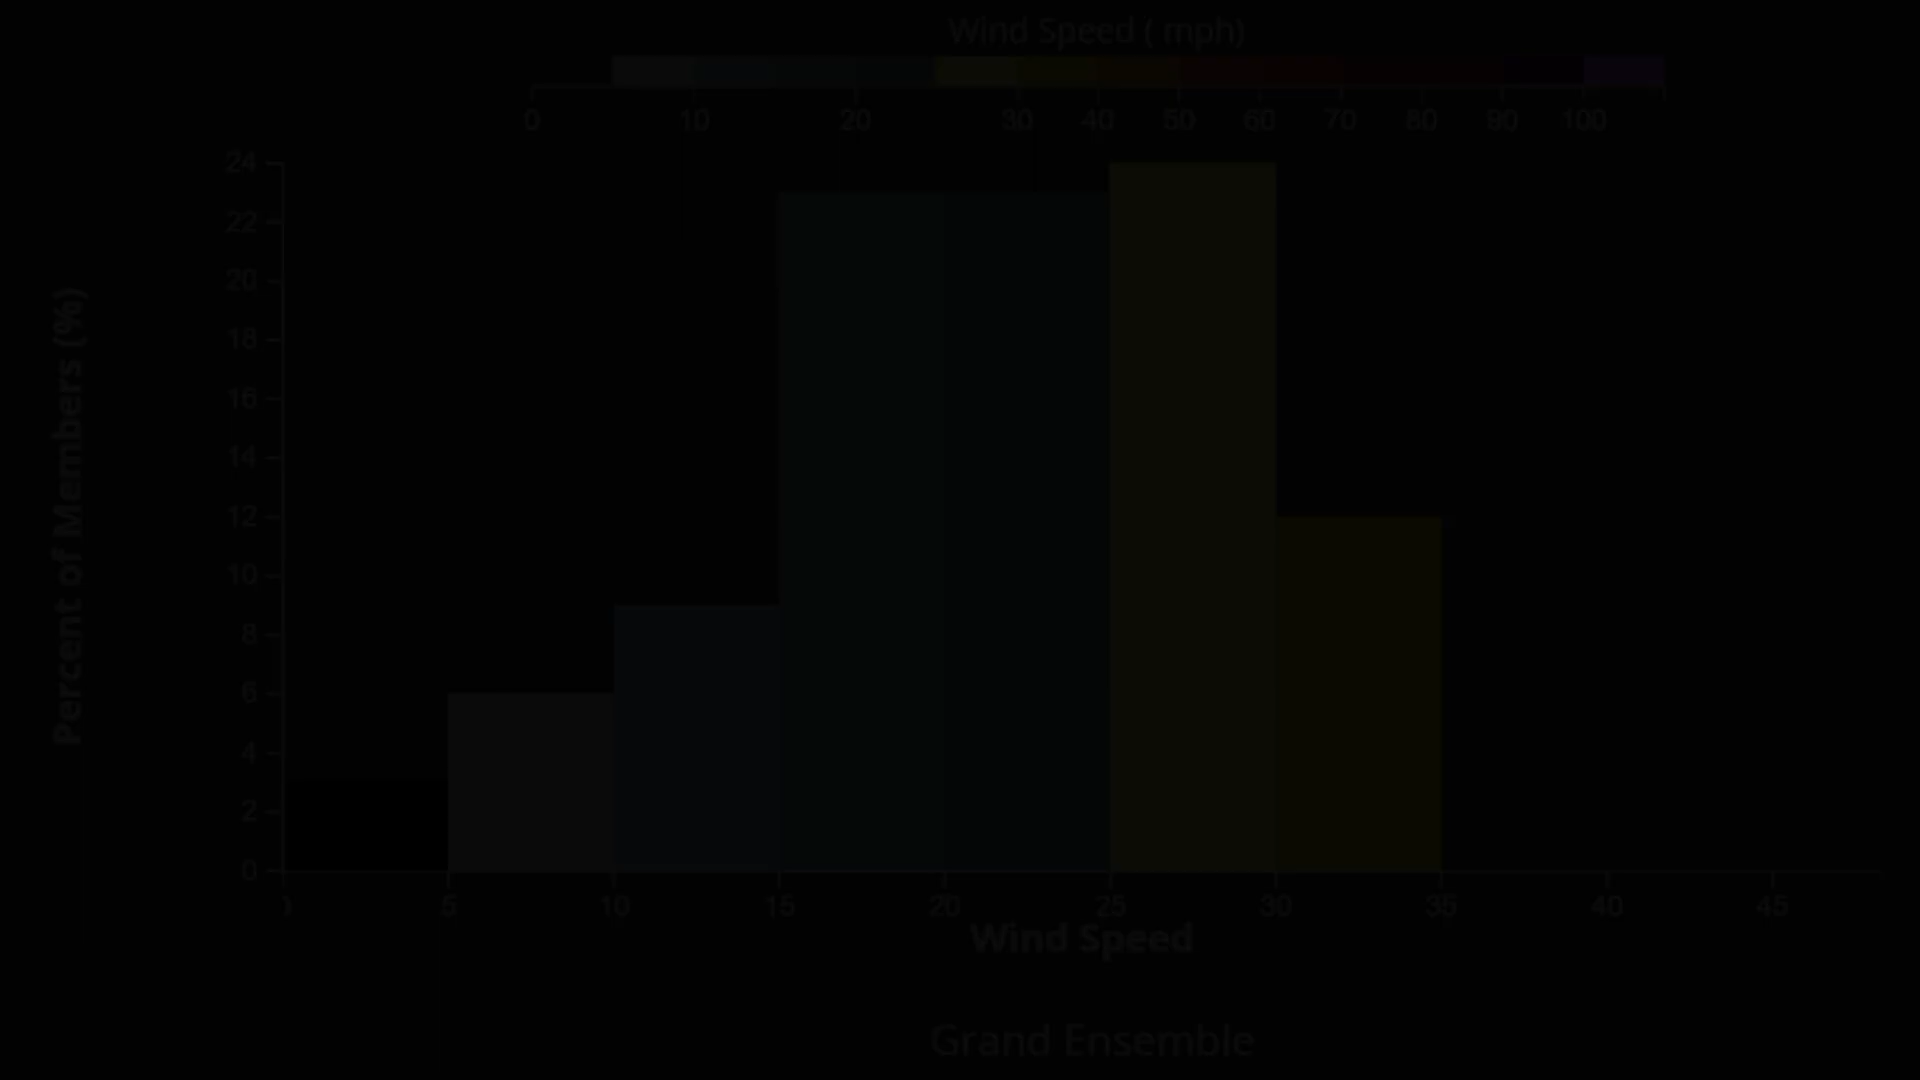 Wind Speed ( mph)
0 10 20 30 40 50 60 70 80 90 100
24
22
20
18
16
14
12
10
8
6
4
2
0
Percent of Members (%)
5 10 15 20 25 30 35 40 45
Wind Speed
Grand Ensemble